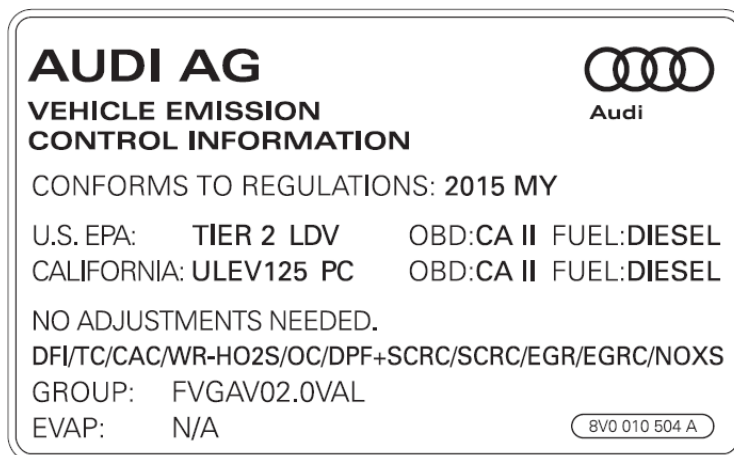 AUDI AG
Audi
VEHICLE EMISSION
CONTROL INFORMATION
CONFORMS TO REGULATIONS: 2015 MY
U.S. EPA: TIER 2 LDV OBD:CA II FUEL:DIESEL
CALIFORNIA: ULEV125 PC OBD:CA II FUEL:DIESEL
NO ADJUSTMENTS NEEDED.
DFI/TC/CAC/WR-HO2S/OC/DPF+SCRC/SCRC/EGR/EGRC/NOXS
GROUP: FVGAV02.0VAL
EVAP: N/A
8V0 010 504 A